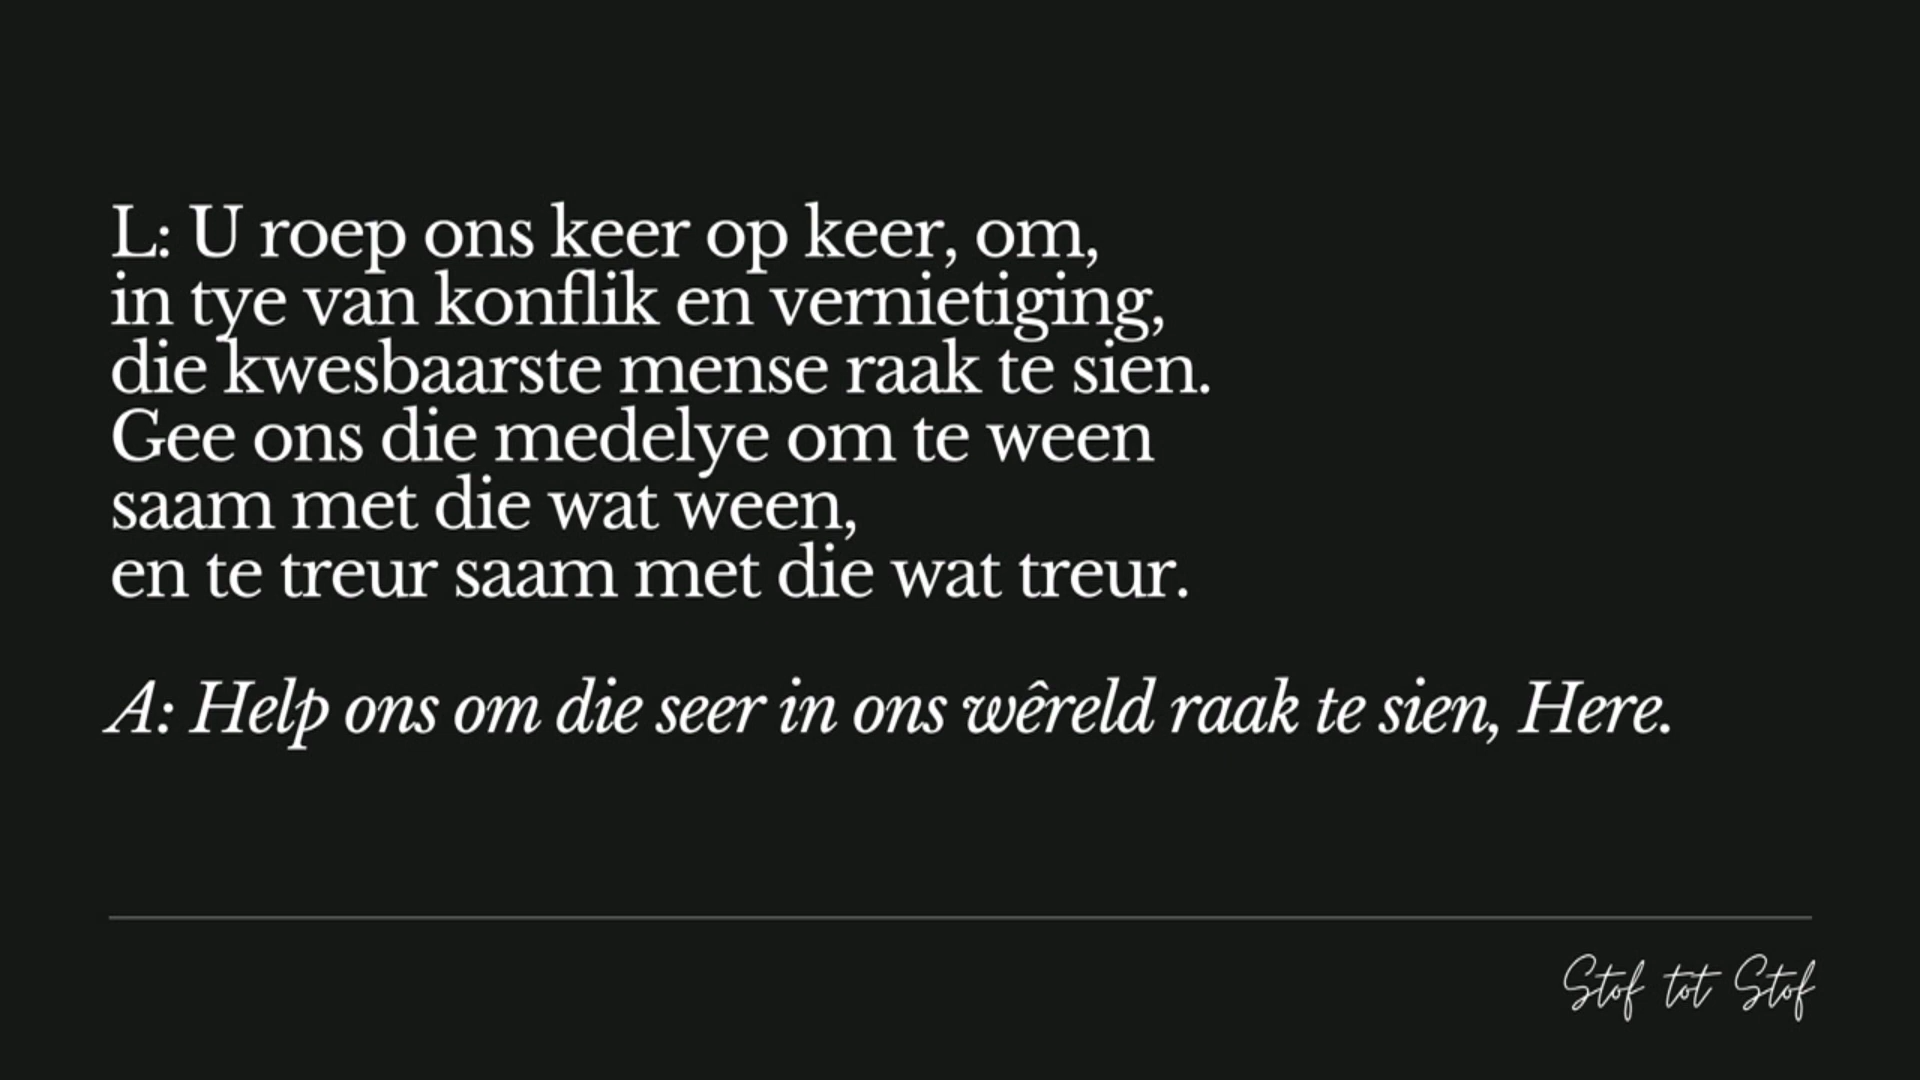 L: U roep ons keer op keer, om,
in tye van konflik en vernietiging,
die kwesbaarste mense raak te sien.
Gee ons die medelye om te ween
saam met die wat ween,
en te treur saam met die wat treur.
A: Help ons om die seer in ons wêreld raak te sien, Here.
Stof tot Stof